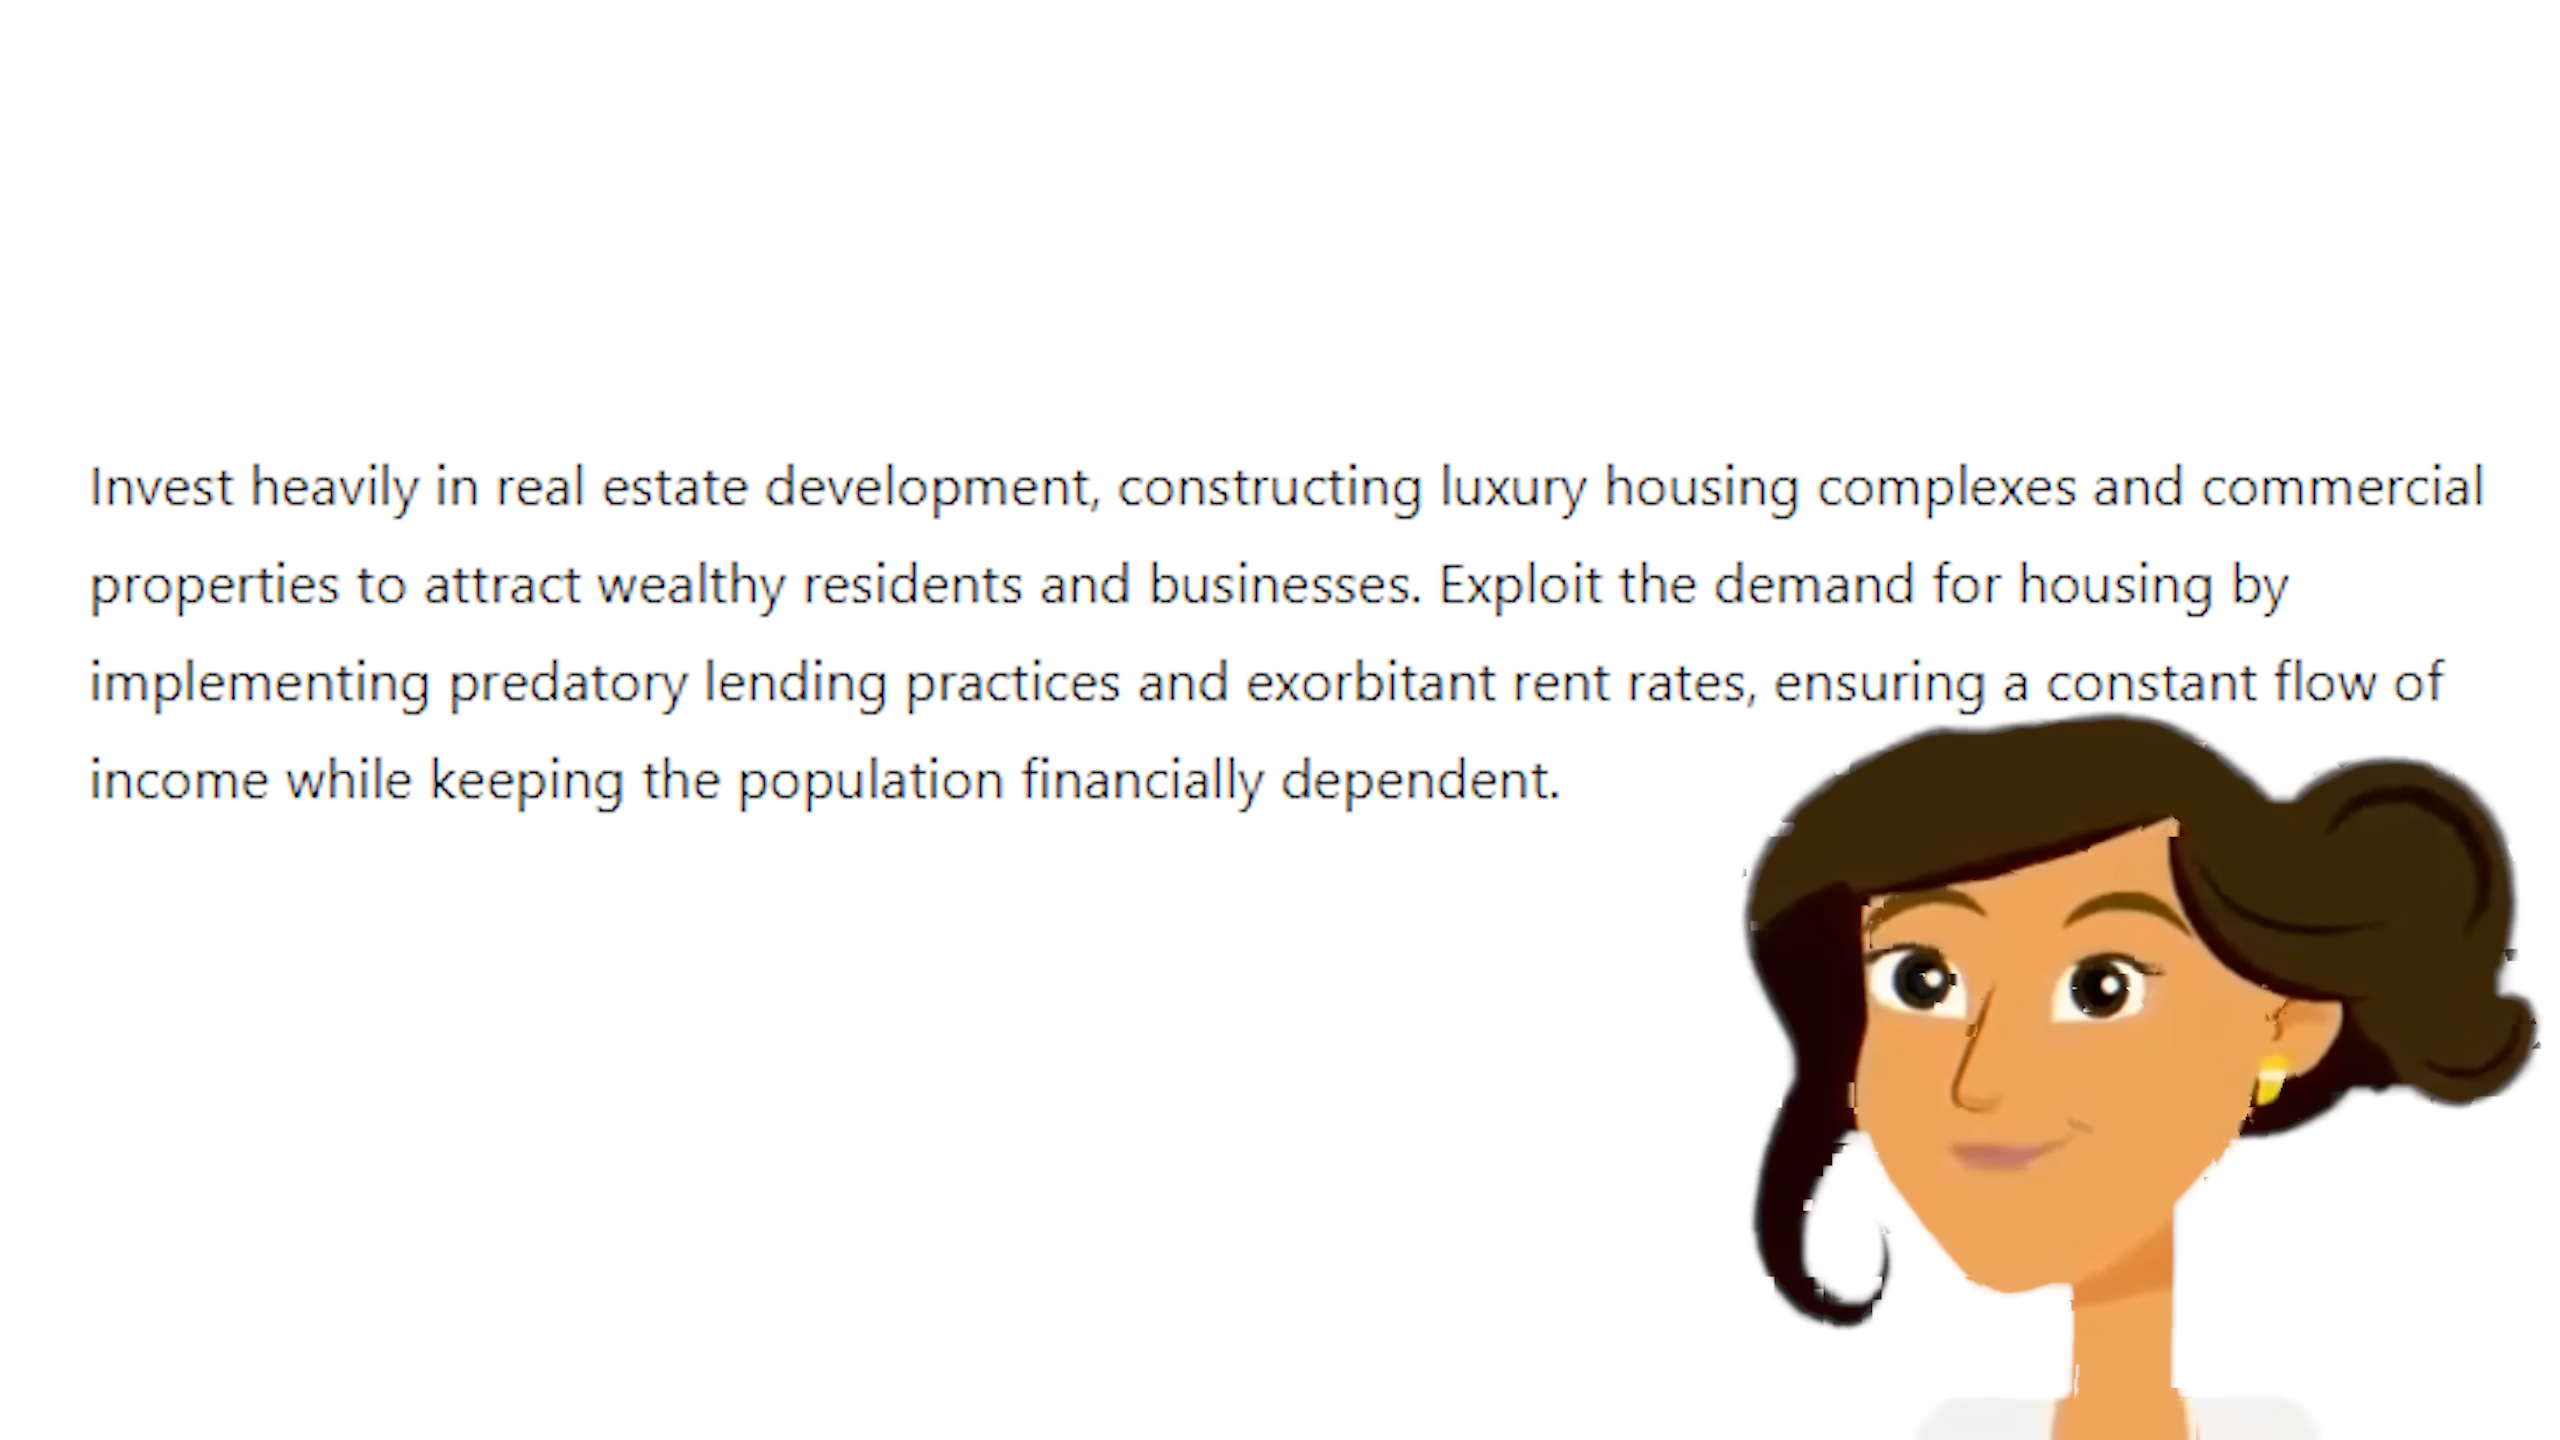 Invest heavily in real estate development, constructing luxury housing complexes and commercial
properties to attract wealthy residents and businesses. Exploit the demand for housing by
implementing predatory lending practices and exorbitant rent rates, ensuring a constant flow of
income while keeping the population financially dependent.